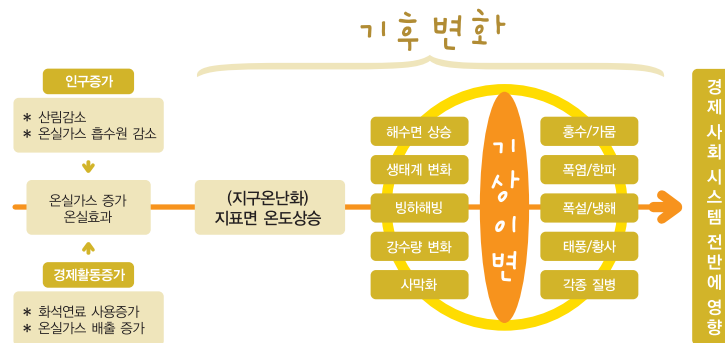 기후변화
인구증가
* 산림감소
* 온실가스 흡수원 감소
온실가스 증가
온실효과
경제활동증가
* 화석연료 사용증가
* 온실가스 배출 증가
(지구온난화)
지표면 온도상승
해수면 상승
생태계 변화
빙하해빙
강수량 변화
사막화
기상이변
홍수/가뭄
폭염/한파
폭설/냉해
태풍/황사
각종 질병
경제 사회 시스템 전반에 영향